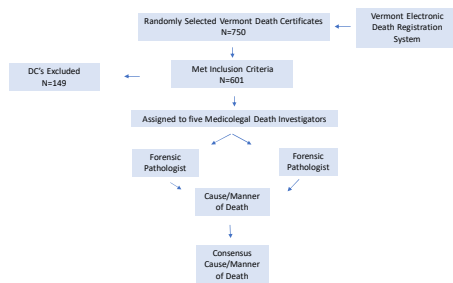 Randomly Selected Vermont Death Certificates
N=750
Vermont Electronic
Death Registration
System
DC's Excluded
N=149
Met Inclusion Criteria
N=601
Assigned to five Medicolegal Death Investigators
Forensic
Pathologist
Forensic
Pathologist
Cause/Manner
of Death
Consensus
Cause/Manner
of Death